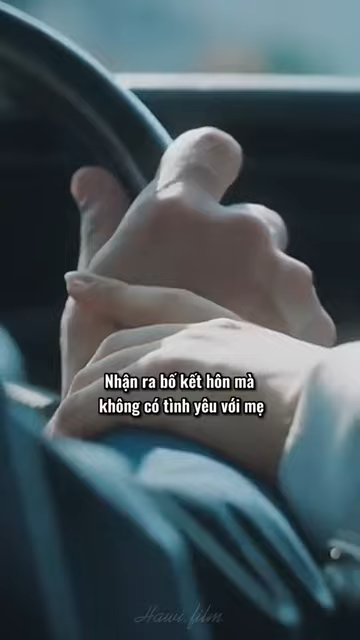 Nhận ra bố kết hôn mà
không có tình yêu với mẹ
Hawi.film